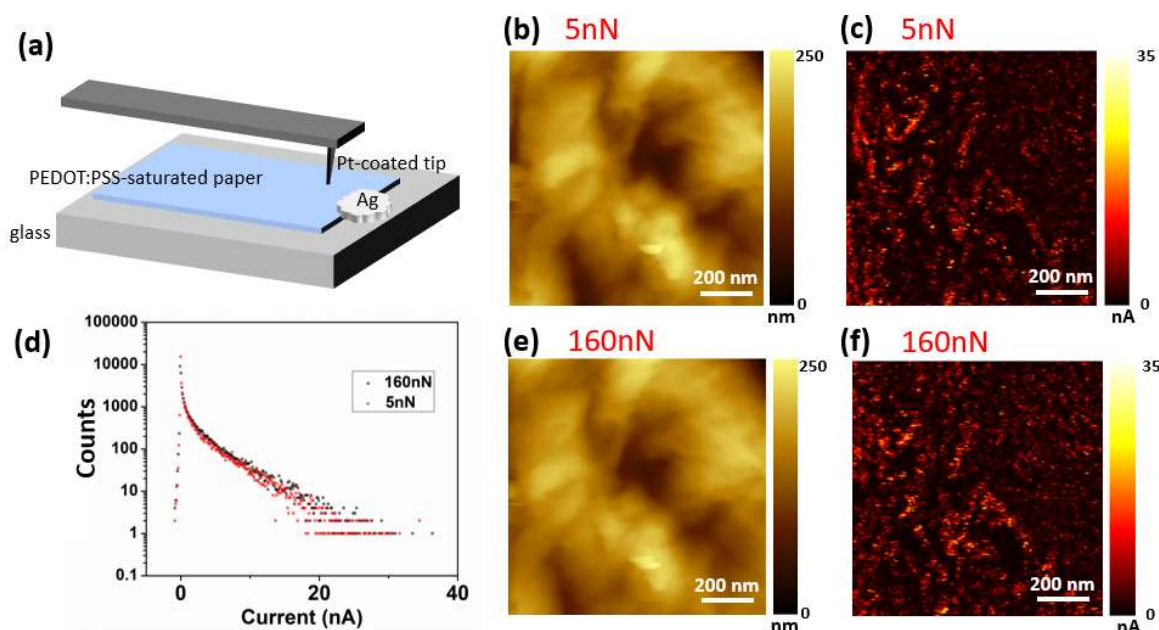 (a)
Pt-coated tip
PEDOT:PSS-saturated paper
Ag
glass
(b) 5nN
250
200 nm
0
nm
(c) 5nN
35
200 nm
0
nA
(d)
100000
10000
1000
100
10
1
0.1
Counts
160nN
5nN
0 20 40
Current (nA)
(e) 160nN
250
200 nm
0
nm
(f) 160nN
35
200 nm
0
nA